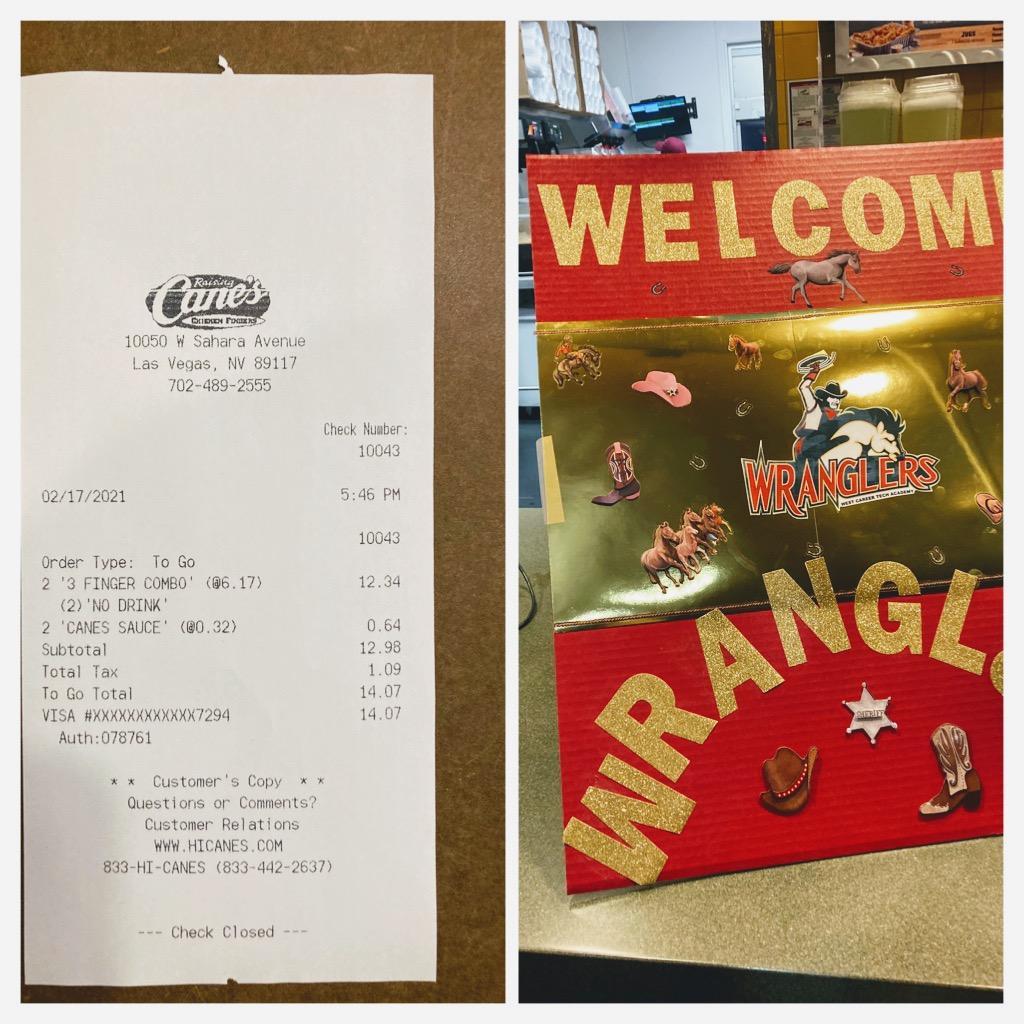 Raising
Cane's
CHICKEN FINGERS
10050 W Sahara Avenue
Las Vegas, NV 89117
702-489-2555
Check Number:
10043
02/17/2021 5:46 PM
10043
Order Type: To Go
2 '3 FINGER COMBO' (@6.17) 12.34
(2)'NO DRINK'
2 'CANES SAUCE' (@0.32) 0.64
Subtotal 12.98
Total Tax 1.09
To Go Total 14.07
VISA #XXXXXXXXXXXX7294 14.07
Auth:078761
* * Customer's Copy * *
Questions or Comments?
Customer Relations
WWW.HICANES.COM
833-HI-CANES (833-442-2637)
--- Check Closed ---
JUGS
WELCOM
WRANGLERS
WEST CAREER TECH ACADEMY
WRANGL
SHERIFF